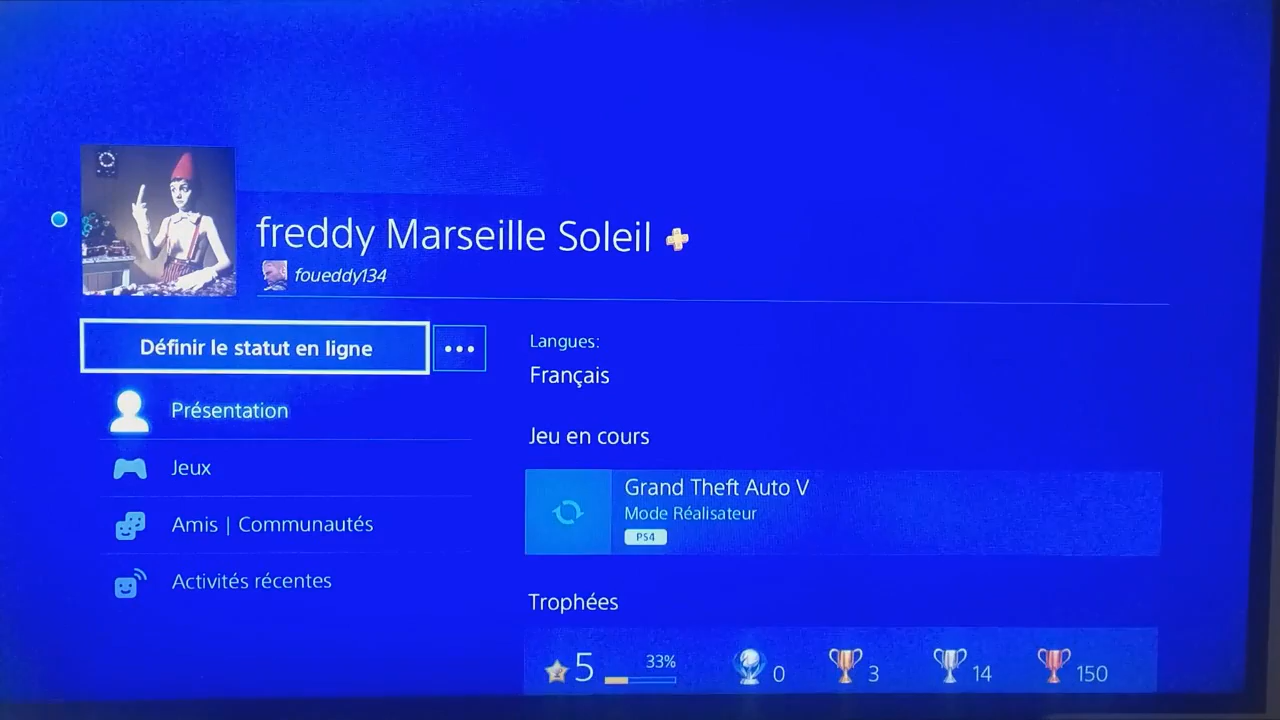 freddy Marseille Soleil
foueddy134
Définir le statut en ligne
Langues:
Français
Présentation
Jeu en cours
Jeux
Grand Theft Auto V
Mode Réalisateur
PS4
Amis | Communautés
Activités récentes
Trophées
5 33% 0 3 14 150